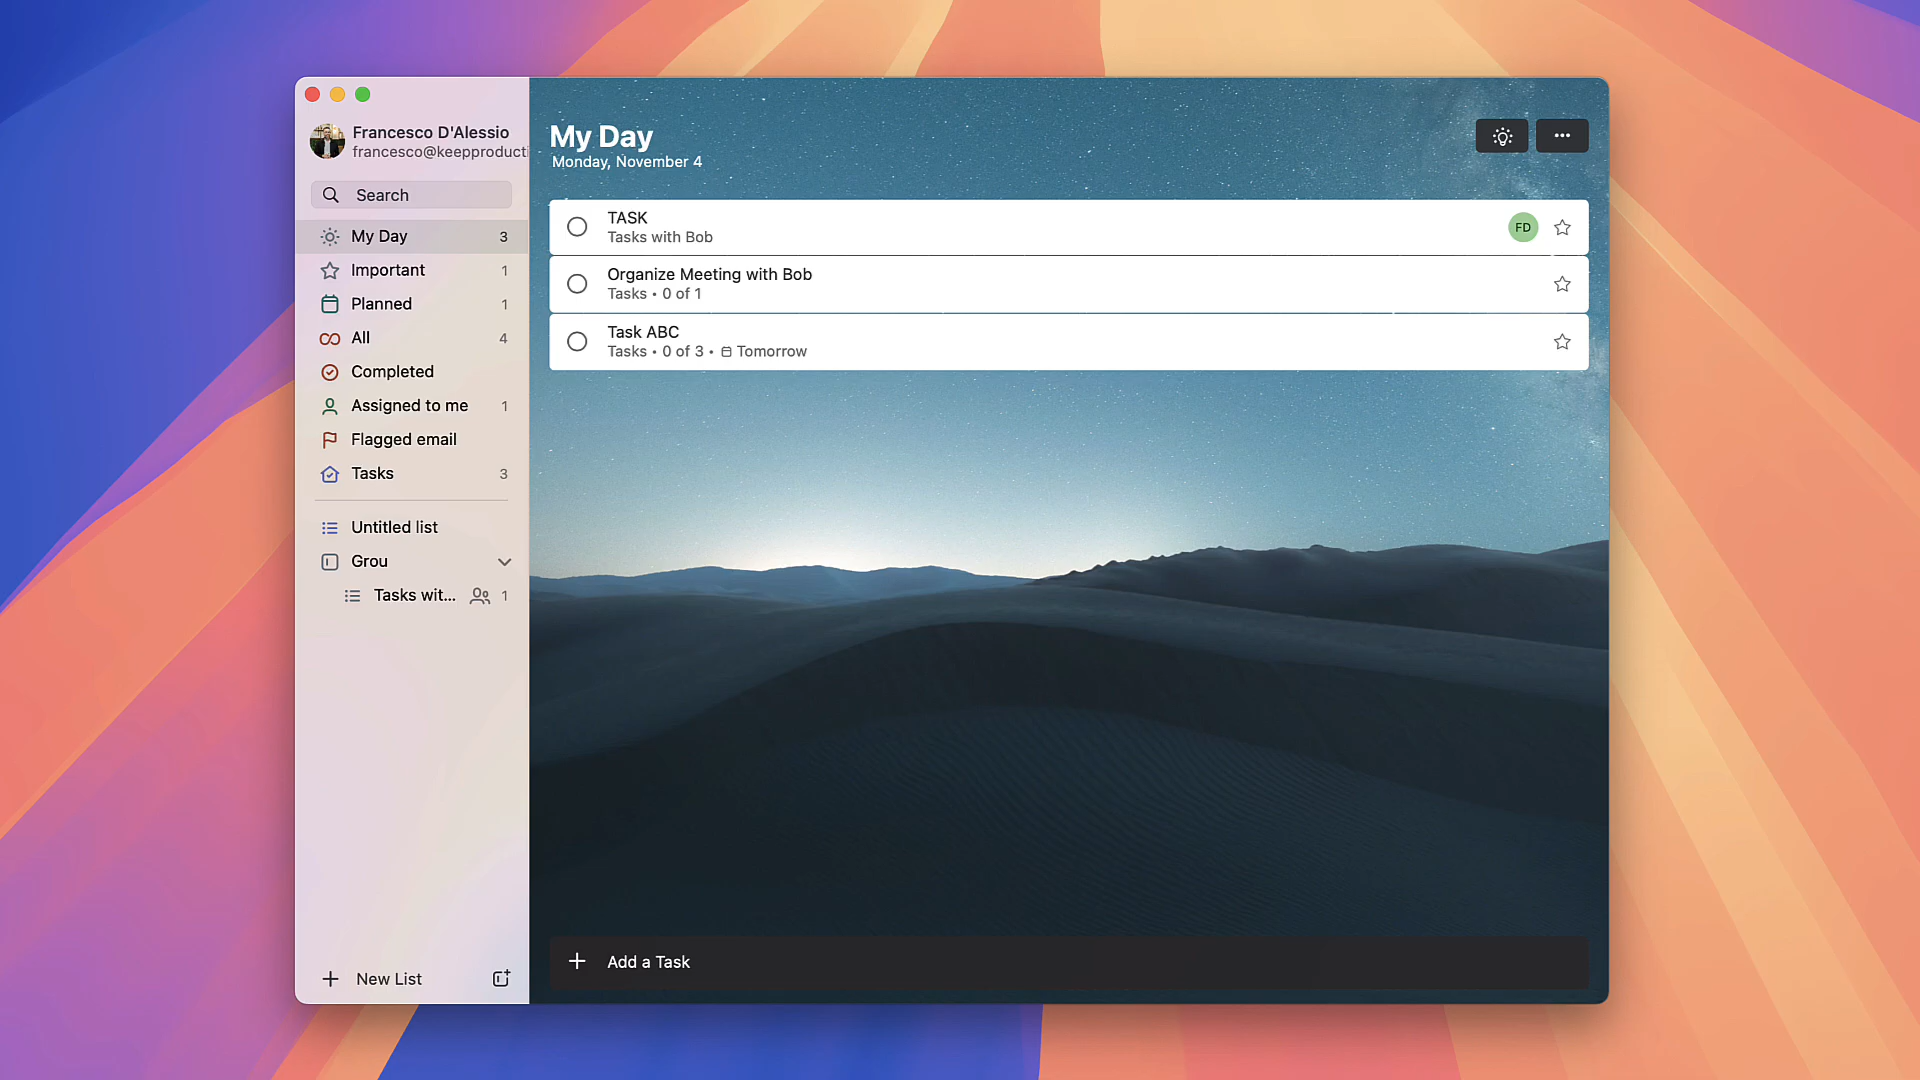 Francesco D'Alessio
francesco@keepproducti
Search
My Day 3
Important 1
Planned 1
All 4
Completed
Assigned to me 1
Flagged email
Tasks 3
Untitled list
Grou
Tasks wit... 1
New List
My Day
Monday, November 4
TASK
Tasks with Bob
FD
Organize Meeting with Bob
Tasks • 0 of 1
Task ABC
Tasks • 0 of 3 • Tomorrow
Add a Task